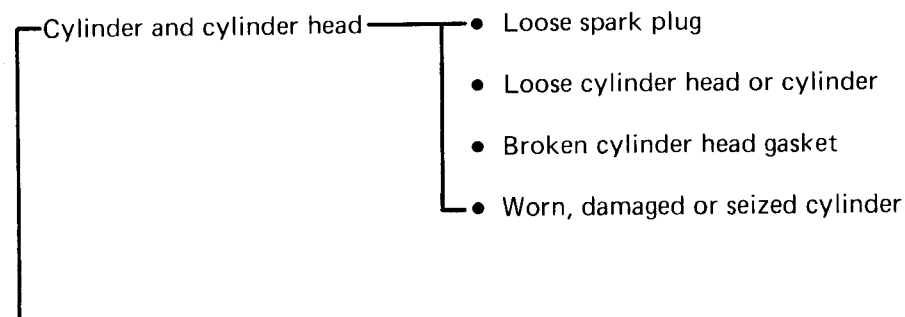 Cylinder and cylinder head • Loose spark plug
• Loose cylinder head or cylinder
• Broken cylinder head gasket
• Worn, damaged or seized cylinder